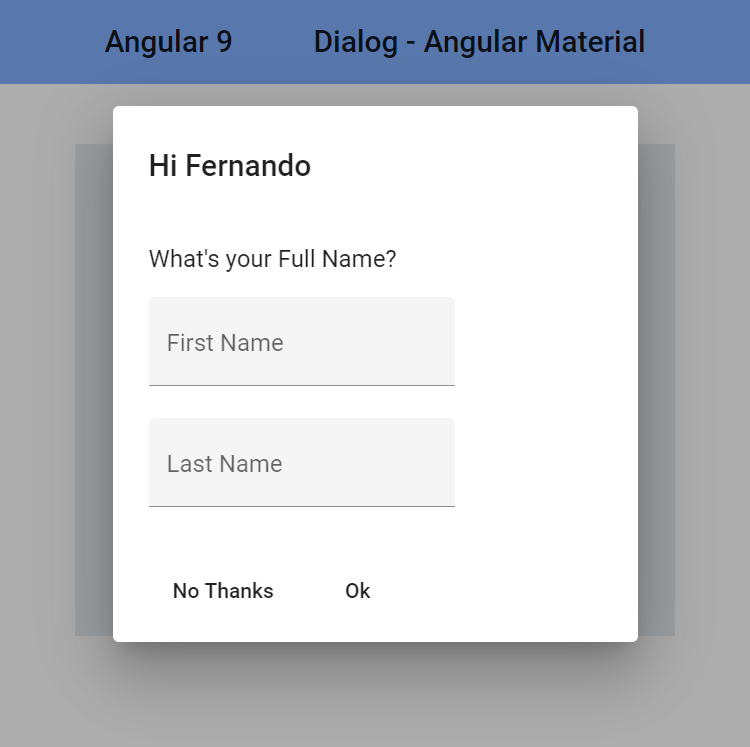 Angular 9 Dialog - Angular Material
Hi Fernando
What's your Full Name?
First Name
Last Name
No Thanks Ok